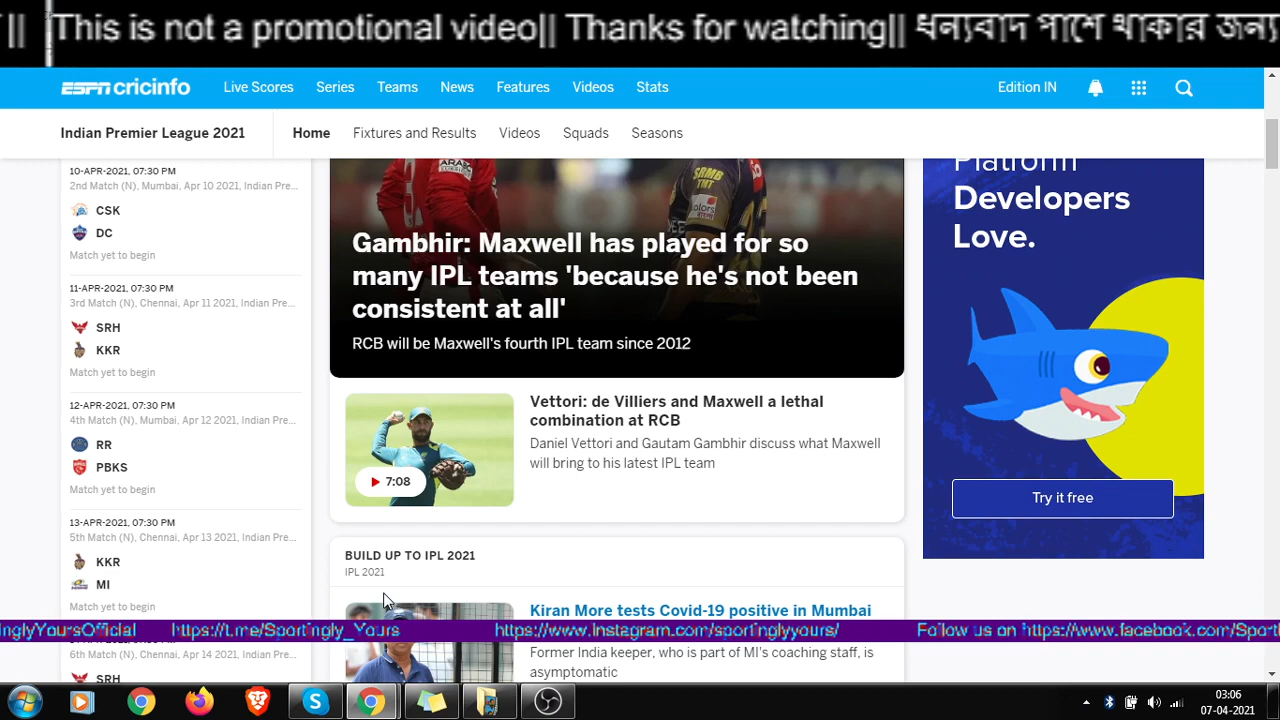 || This is not a promotional video|| Thanks for watching|| ধন্যবাদ পাশে থাকার জন্য
ESPN cricinfo Live Scores Series Teams News Features Videos Stats Edition IN
Indian Premier League 2021 Home Fixtures and Results Videos Squads Seasons
10-APR-2021, 07:30 PM
2nd Match (N), Mumbai, Apr 10 2021, Indian Pre...
CSK
DC
Match yet to begin
11-APR-2021, 07:30 PM
3rd Match (N), Chennai, Apr 11 2021, Indian Pre...
SRH
KKR
Match yet to begin
12-APR-2021, 07:30 PM
4th Match (N), Mumbai, Apr 12 2021, Indian Pre...
RR
PBKS
Match yet to begin
13-APR-2021, 07:30 PM
5th Match (N), Chennai, Apr 13 2021, Indian Pre...
KKR
MI
Match yet to begin
6th Match (N), Chennai, Apr 14 2021, Indian Pre...
SRH
SRMB
TMT
colors
Gambhir: Maxwell has played for so
many IPL teams 'because he's not been
consistent at all'
RCB will be Maxwell's fourth IPL team since 2012
7:08
Vettori: de Villiers and Maxwell a lethal
combination at RCB
Daniel Vettori and Gautam Gambhir discuss what Maxwell
will bring to his latest IPL team
BUILD UP TO IPL 2021
IPL 2021
Kiran More tests Covid-19 positive in Mumbai
Former India keeper, who is part of MI's coaching staff, is
asymptomatic
Platform
Developers
Love.
Try it free
inglyYoursOfficial https://t.me/Sportingly_Yours https://www.instagram.com/sportinglyyours/ Follow us on https://www.facebook.com/Sport
03:06
07-04-2021